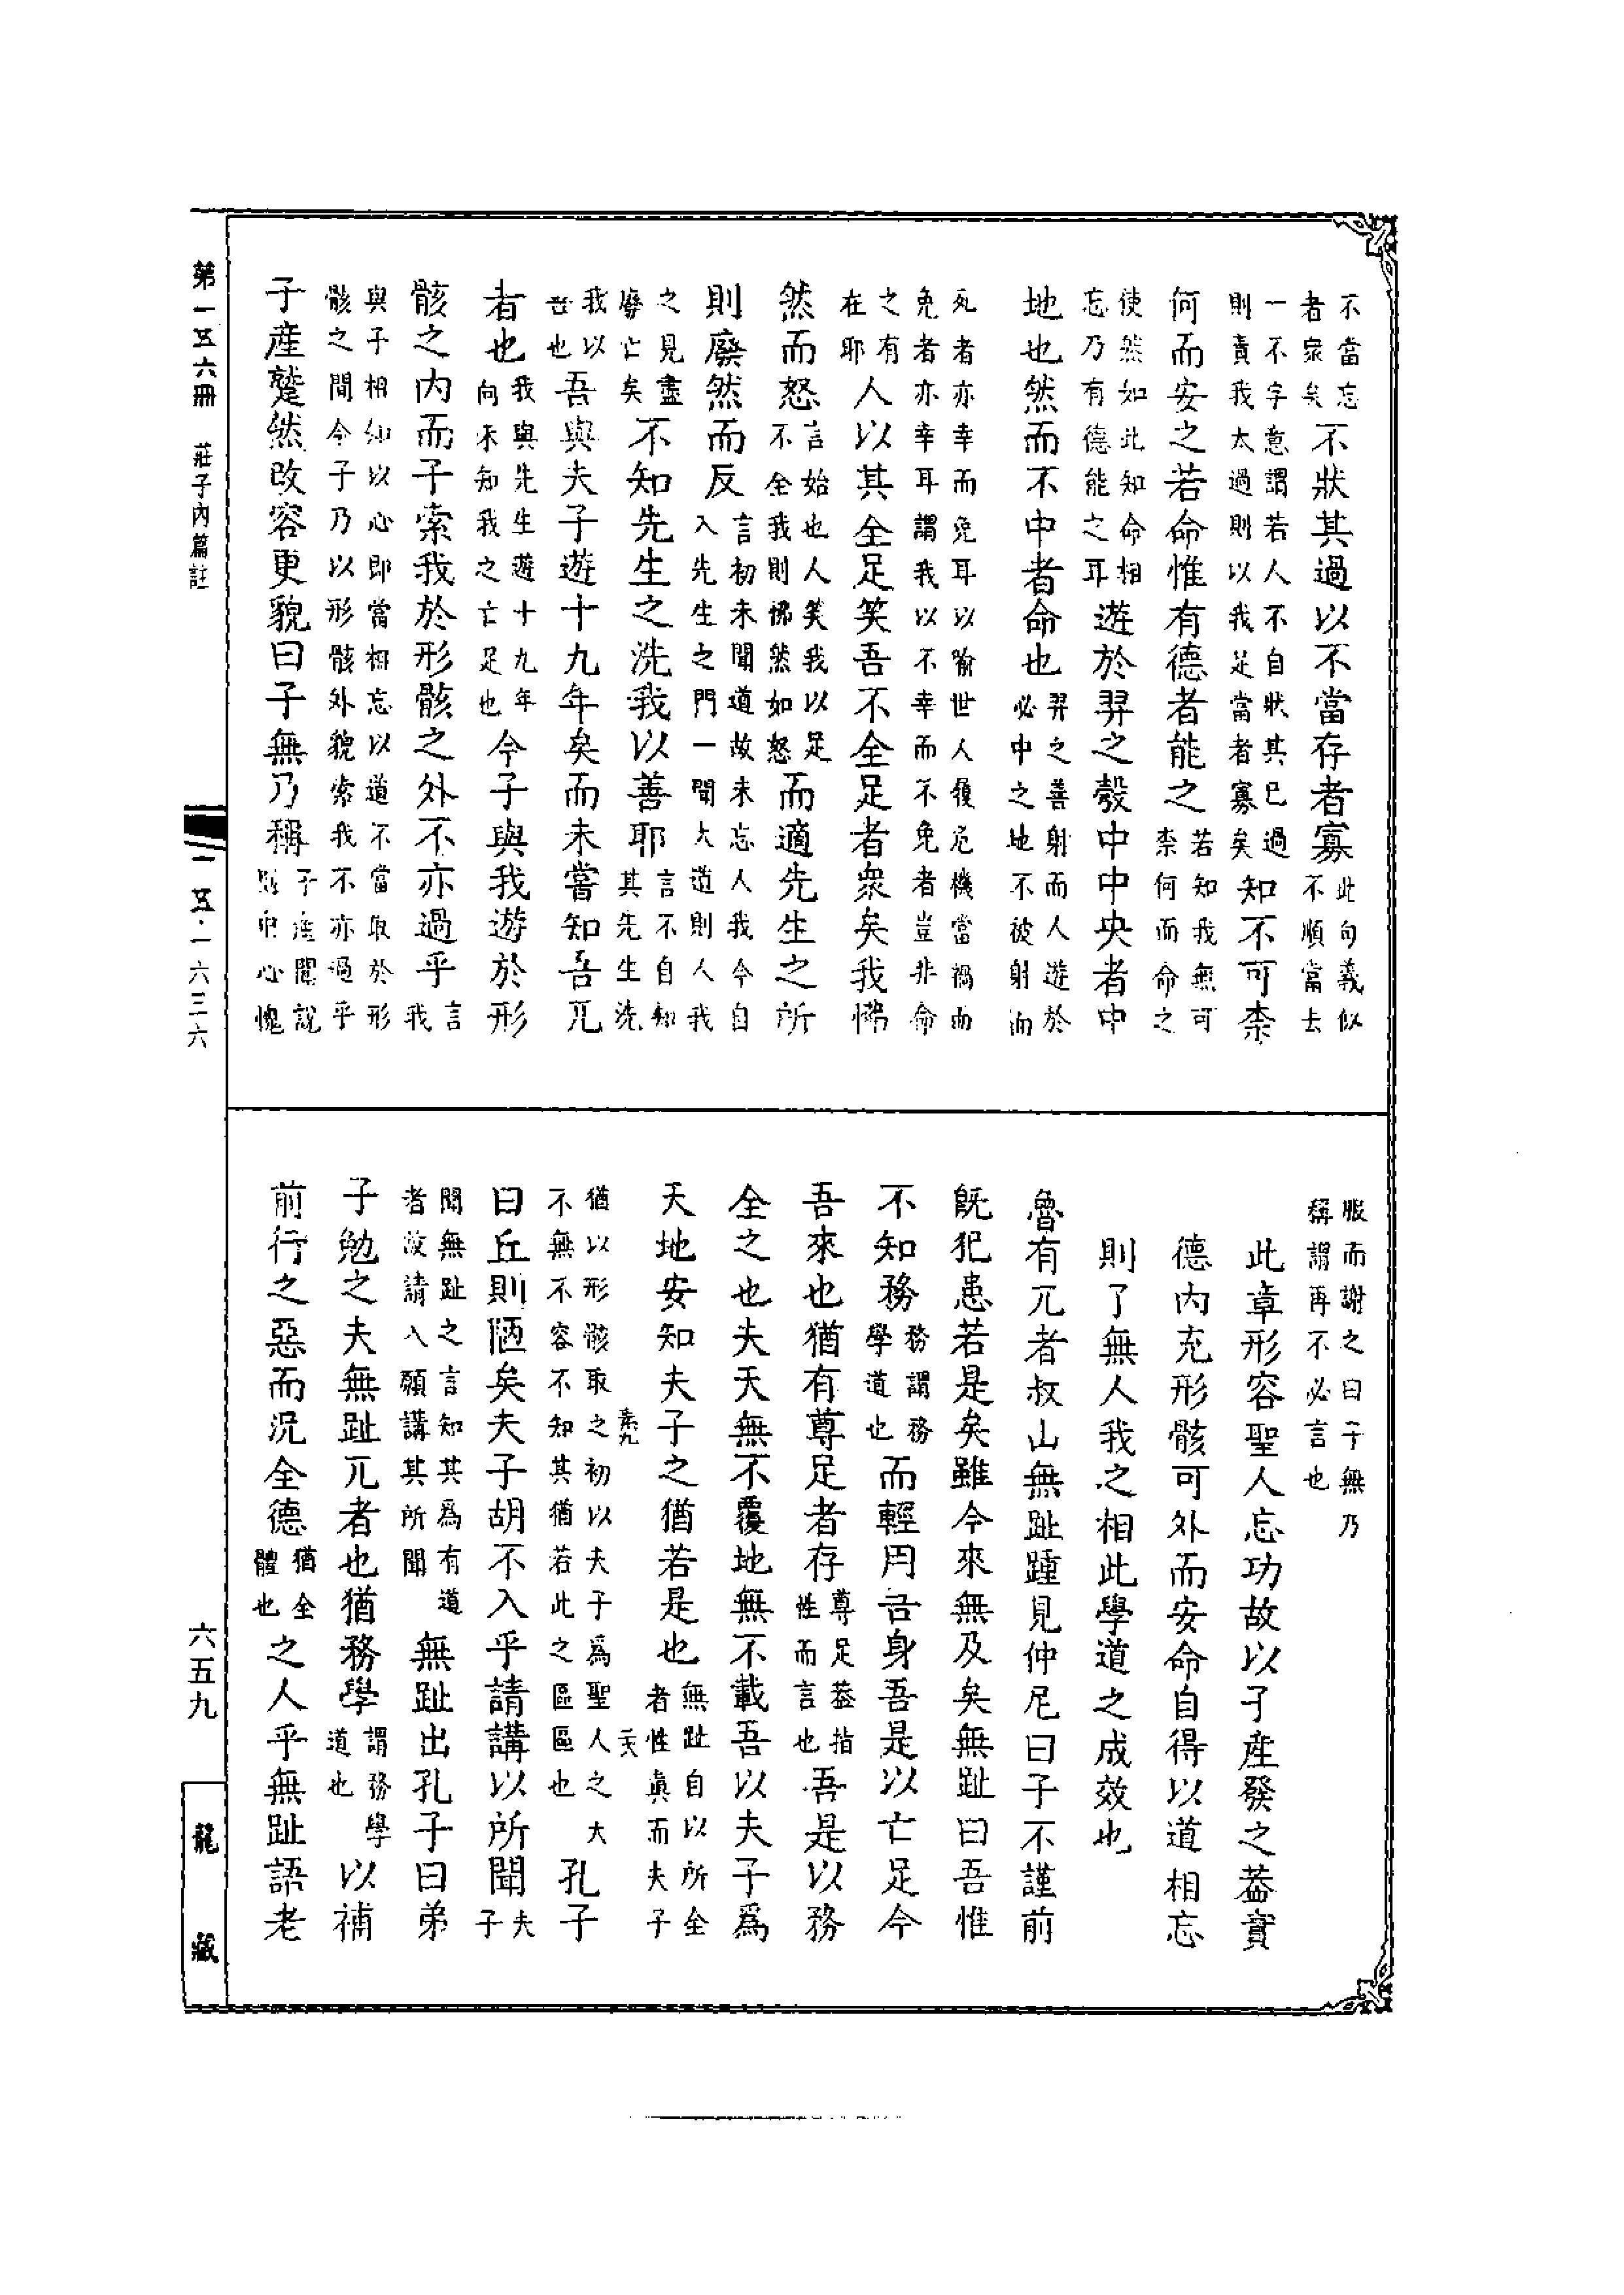 不當忘者衆矣不狀其過以不當存者寡此句義似不順當去
一不字意謂若人不自狀其已過則責我太過則以我足當者寡矣知不可柰
何而安之若命惟有德者能之若知我無可柰何而命之
使然如此知命相忘乃有德能之耳遊於羿之彀中中央者中
地也然而不中者命也羿之善射而人遊於必中之地不被射而
死者亦幸而免耳以喻世人履危機當禍而免者亦幸耳謂我以不幸而不免者豈非命
之有在耶人以其全足笑吾不全足者衆矣我怫
然而怒言始也人笑我以足不全我則怫然如怒而適先生之所
則廢然而反言初未聞道故未忘人我今自入先生之門一聞大道則人我
之見盡廢亡矣不知先生之洗我以善耶言不自知其先生洗
我以善也吾與夫子遊十九年矣而未嘗知吾兀
者也我與先生遊十九年向未知我之亡足也今子與我遊於形
骸之內而子索我於形骸之外不亦過乎言我
與子相知以心即當相忘以道不當取於形骸之間今子乃以形骸外貌索我不亦過乎
子產蹵然改容更貌曰子無乃稱子產聞說中心愧
服而謝之曰子無乃稱謂再不必言也
此章形容聖人忘功故以子產發之葢實
德內充形骸可外而安命自得以道相忘
則了無人我之相此學道之成效也
魯有兀者叔山無趾踵見仲尼曰子不謹前
旣犯患若是矣雖今來無及矣無趾曰吾惟
不知務務謂務學道也而輕用吾身吾是以亡足今
吾來也猶有尊足者存尊足葢指性而言也吾是以務
全之也夫天無不覆地無不載吾以夫子爲
天地安知夫子之猶若是也無趾自以所全者性眞而夫子
猶以形骸取之初以夫子爲聖人之大不無不容不知其猶若此之區區也孔子
曰丘則陋矣夫子胡不入乎請講以所聞夫子
聞無趾之言知其爲有道者故請入願講其所聞無趾出孔子曰弟
子勉之夫無趾兀者也猶務學謂務學道也以補
前行之惡而況全德猶全體也之人乎無趾語老
第一五六冊 莊子內篇註
一五·一六三六
六五九
龍藏